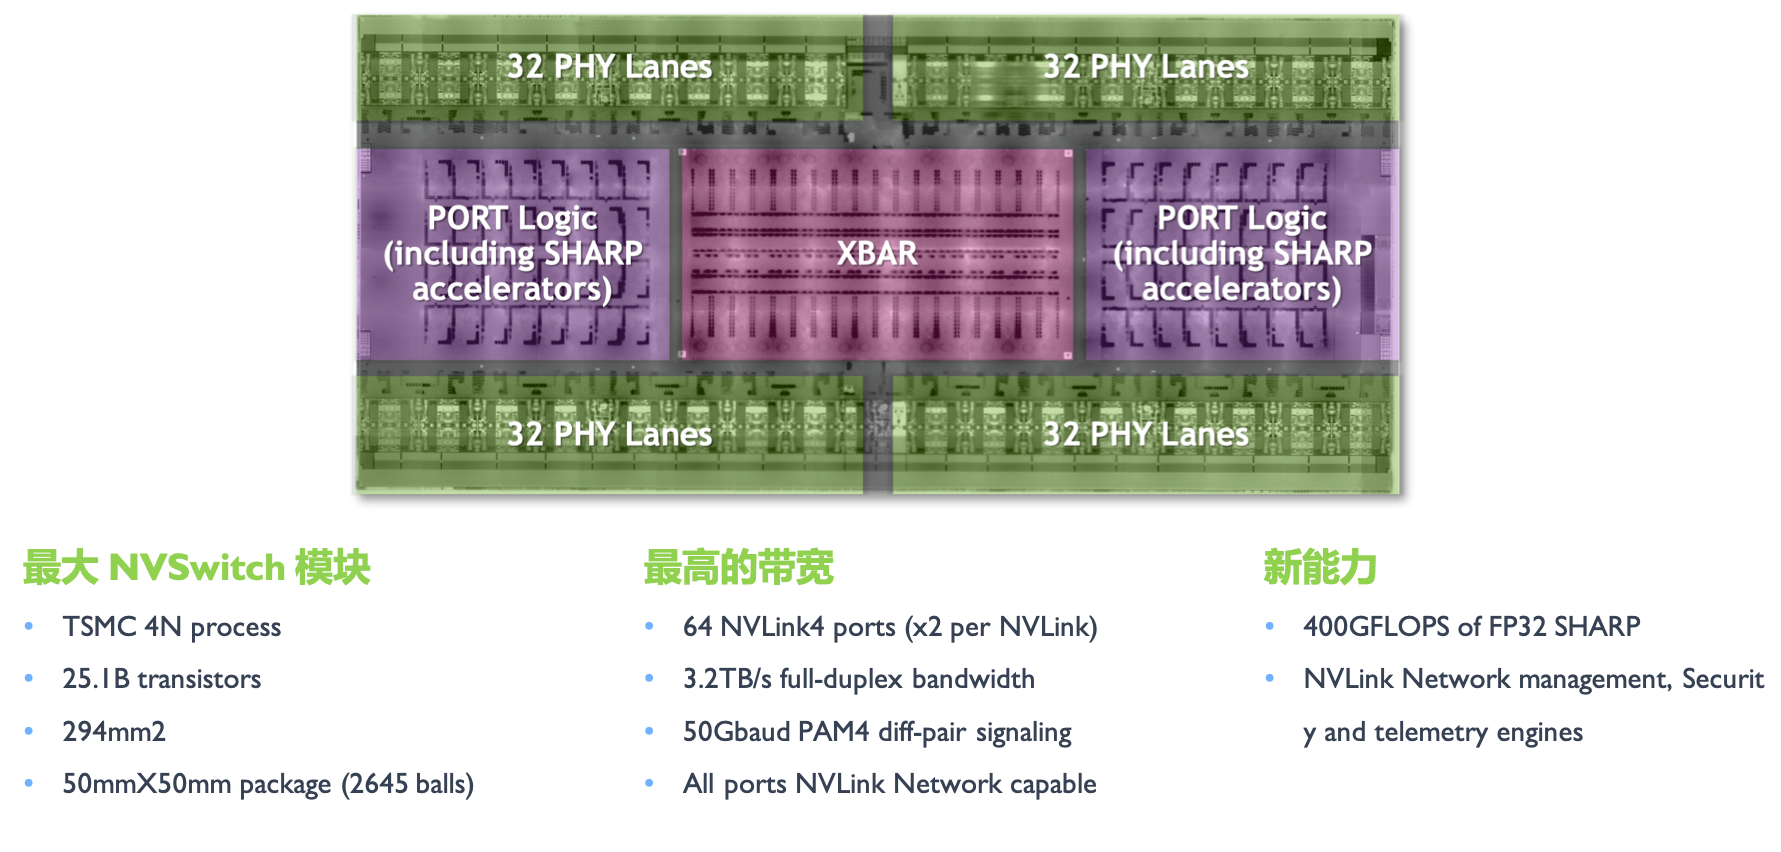 32 PHY Lanes
32 PHY Lanes
PORT Logic
(including SHARP
accelerators)
XBAR
PORT Logic
(including SHARP
accelerators)
32 PHY Lanes
32 PHY Lanes
最大 NVSwitch 模块
• TSMC 4N process
• 25.1B transistors
• 294mm2
• 50mmX50mm package (2645 balls)
最高的带宽
• 64 NVLink4 ports (x2 per NVLink)
• 3.2TB/s full-duplex bandwidth
• 50Gbaud PAM4 diff-pair signaling
• All ports NVLink Network capable
新能力
• 400GFLOPS of FP32 SHARP
• NVLink Network management, Securit
y and telemetry engines